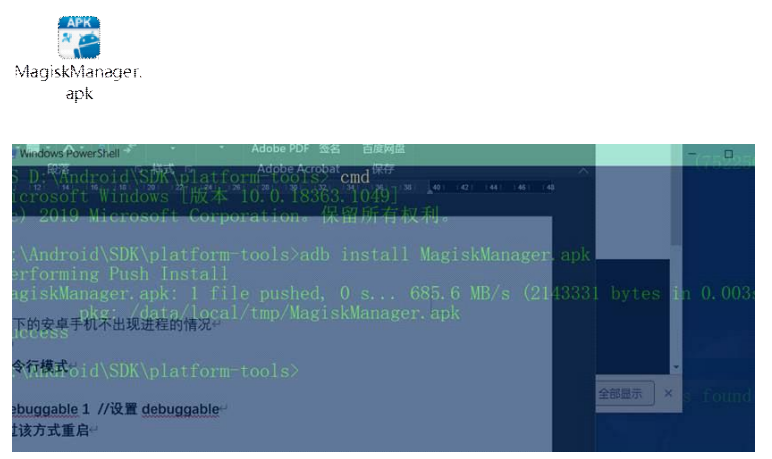 APK
MagiskManager.
apk
Adobe PDF 签名 百度网盘
Windows PowerShell
段落 样式 Adobe Acrobat 保存
S D:\Android\SDK\platform-tools> cmd
icrosoft Windows [版本 10.0.18363.1049]
c) 2019 Microsoft Corporation。保留所有权利。
:\Android\SDK\platform-tools>adb install MagiskManager.apk
erforming Push Install
agiskManager.apk: 1 file pushed, 0 s... 685.6 MB/s (2143331 bytes in 0.003s
pkg: /data/local/tmp/MagiskManager.apk
下的安卓手机不出现进程的情况
uccess
令行模式
:\Android\SDK\platform-tools>
全部显示
s found
ebuggable 1 //设置 debuggable
过该方式重启